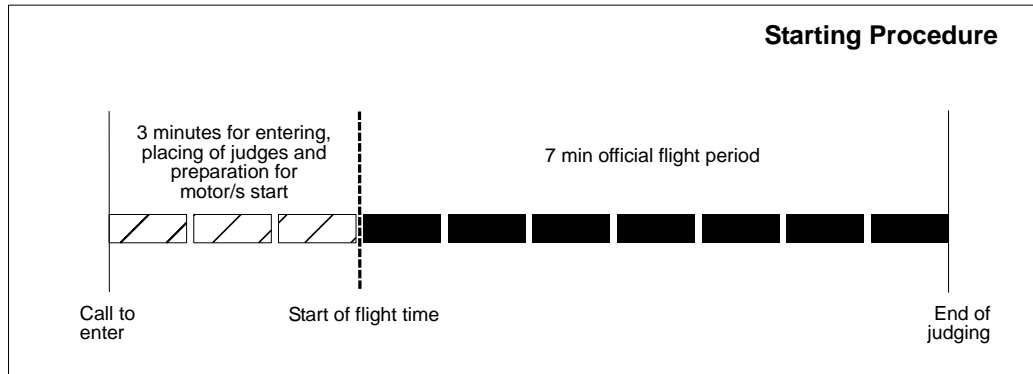 Starting Procedure
3 minutes for entering,
placing of judges and
preparation for
motor/s start
7 min official flight period
Call to
enter
Start of flight time
End of
judging